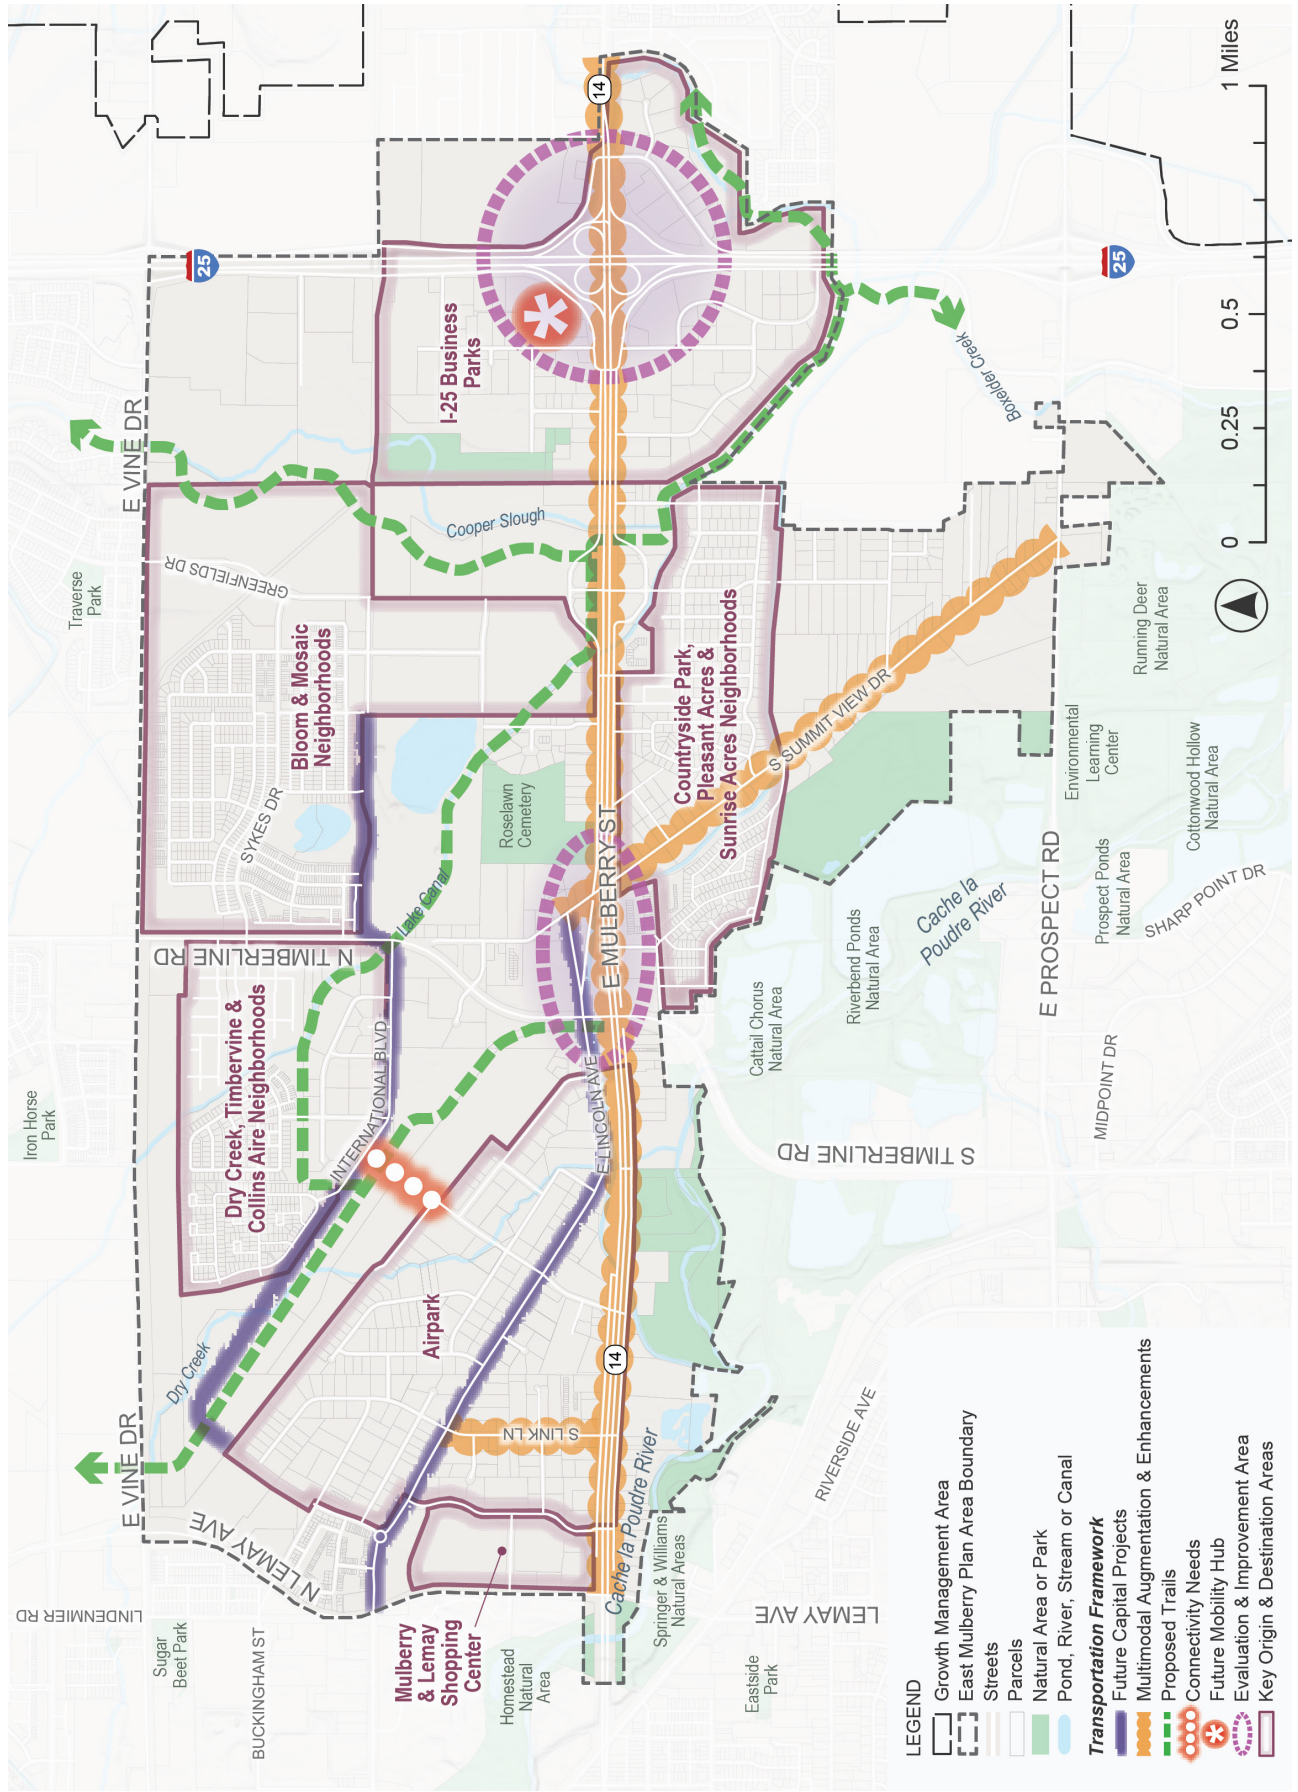 E VINE DR
E VINE DR
LINDENMIER RD
Sugar
Beet Park
BUCKINGHAM ST
N LEMAY AVE
Dry Creek
Iron Horse
Park
Traverse
Park
25
Dry Creek, Timbervine &
Collins Aire Neighborhoods
INTERNATIONAL BLVD
N TIMBERLINE RD
SYKES DR
Bloom & Mosaic
Neighborhoods
GREENFIELDS DR
Cooper Slough
I-25 Business
Parks
Airpark
Lake Canal
Roselawn
Cemetery
Mulberry
& Lemay
Shopping
Center
S LINK LN
E LINCOLN AVE
E MULBERRY ST
14
14
Homestead
Natural
Area
Cache la Poudre River
Springer & Williams
Natural Areas
LEMAY AVE
Eastside
Park
RIVERSIDE AVE
S TIMBERLINE RD
Countryside Park,
Pleasant Acres &
Sunrise Acres Neighborhoods
S SUMMIT VIEW DR
Cattail Chorus
Natural Area
Riverbend Ponds
Natural Area
Cache la
Poudre River
E PROSPECT RD
MIDPOINT DR
Prospect Ponds
Natural Area
SHARP POINT DR
Cottonwood Hollow
Natural Area
Environmental
Learning
Center
Running Deer
Natural Area
Boxelder Creek
25
LEGEND
Growth Management Area
East Mulberry Plan Area Boundary
Streets
Parcels
Natural Area or Park
Pond, River, Stream or Canal
Transportation Framework
Future Capital Projects
Multimodal Augmentation & Enhancements
Proposed Trails
Connectivity Needs
Future Mobility Hub
Evaluation & Improvement Area
Key Origin & Destination Areas
0 0.25 0.5 1 Miles